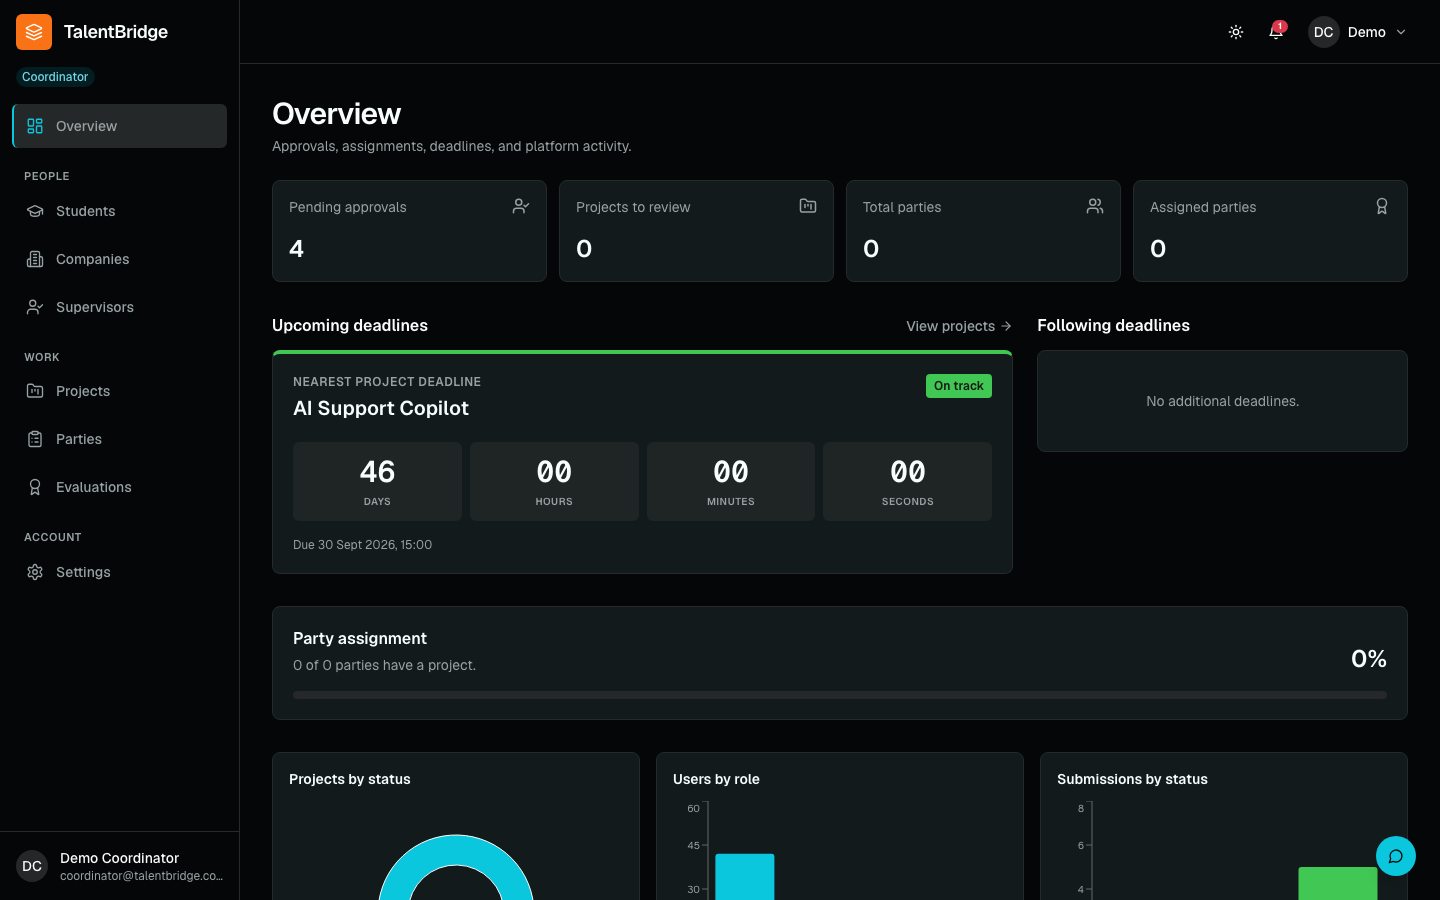 TalentBridge
Coordinator
Overview
PEOPLE
Students
Companies
Supervisors
WORK
Projects
Parties
Evaluations
ACCOUNT
Settings
DC
Demo Coordinator
coordinator@talentbridge.co...
1
DC
Demo
Overview
Approvals, assignments, deadlines, and platform activity.
Pending approvals
4
Projects to review
0
Total parties
0
Assigned parties
0
Upcoming deadlines
View projects →
NEAREST PROJECT DEADLINE
On track
AI Support Copilot
46
DAYS
00
HOURS
00
MINUTES
00
SECONDS
Due 30 Sept 2026, 15:00
Following deadlines
No additional deadlines.
Party assignment
0 of 0 parties have a project.
0%
Projects by status
Users by role
60
45
30
Submissions by status
8
6
4